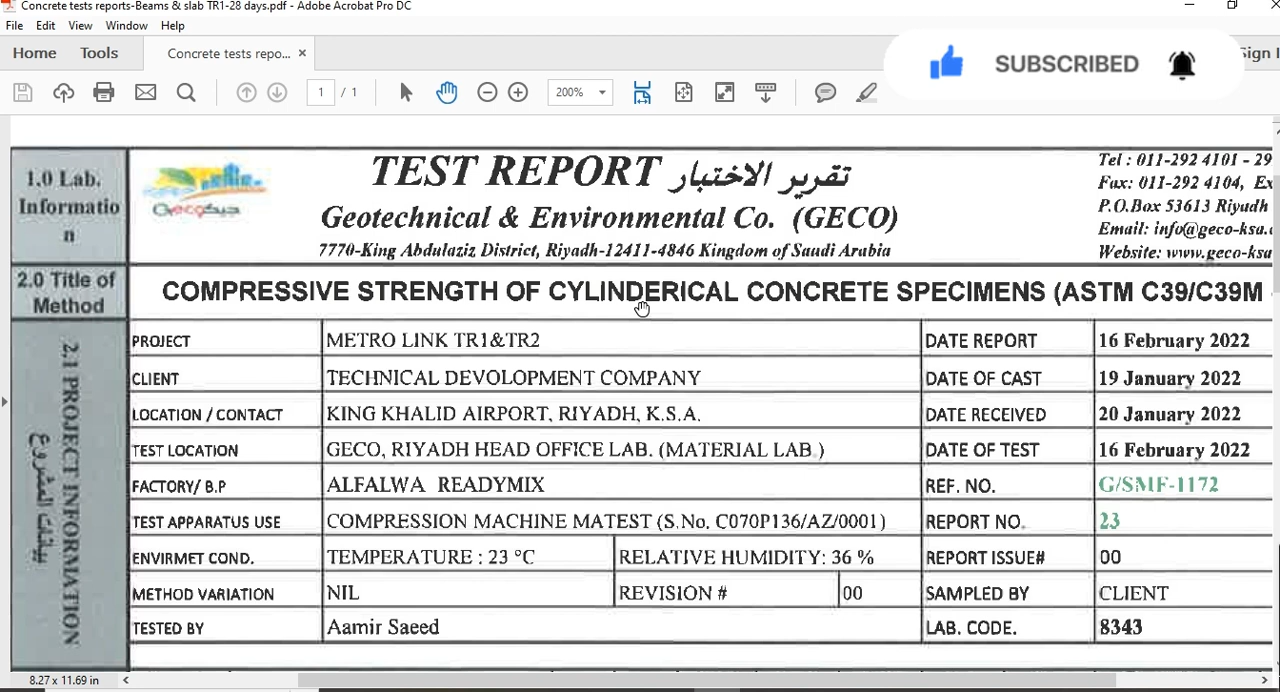 Concrete tests reports-Beams & slab TR1-28 days.pdf - Adobe Acrobat Pro DC
File Edit View Window Help
Home Tools Concrete tests repo... × Sign I
SUBSCRIBED
1 / 1 200%
1.0 Lab. Informatio n
TEST REPORT تقرير الاختبار
Geotechnical & Environmental Co. (GECO)
7770-King Abdulaziz District, Riyadh-12411-4846 Kingdom of Saudi Arabia
Geco جيكو
Tel : 011-292 4101 - 29
Fax: 011-292 4104, Ex
P.O.Box 53613 Riyadh
Email: info@geco-ksa.c
Website: www.geco-ksa
2.0 Title of Method
COMPRESSIVE STRENGTH OF CYLINDERICAL CONCRETE SPECIMENS (ASTM C39/C39M
2.1 PROJECT INFORMATION
بيانات المشروع
PROJECT METRO LINK TR1&TR2 DATE REPORT 16 February 2022
CLIENT TECHNICAL DEVOLOPMENT COMPANY DATE OF CAST 19 January 2022
LOCATION / CONTACT KING KHALID AIRPORT, RIYADH, K.S.A. DATE RECEIVED 20 January 2022
TEST LOCATION GECO, RIYADH HEAD OFFICE LAB. (MATERIAL LAB.) DATE OF TEST 16 February 2022
FACTORY/ B.P ALFALWA READYMIX REF. NO. G/SMF-1172
TEST APPARATUS USE COMPRESSION MACHINE MATEST (S.No. C070P136/AZ/0001) REPORT NO. 23
ENVIRMET COND. TEMPERATURE : 23 °C RELATIVE HUMIDITY: 36 % REPORT ISSUE# 00
METHOD VARIATION NIL REVISION # 00 SAMPLED BY CLIENT
TESTED BY Aamir Saeed LAB. CODE. 8343
8.27 x 11.69 in